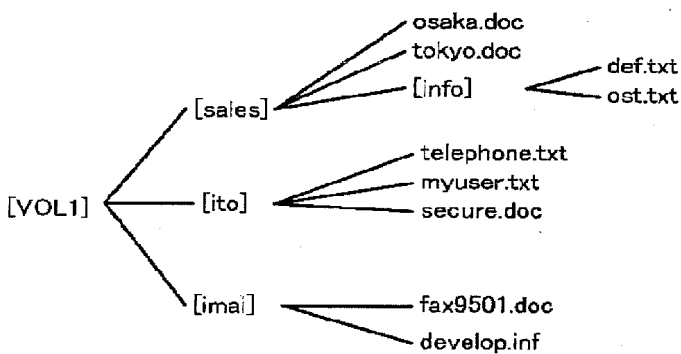 osaka.doc
tokyo.doc
[info]
def.txt
ost.txt
[sales]
telephone.txt
myuser.txt
secure.doc
[ito]
[VOL1]
[imai]
fax9501.doc
develop.inf